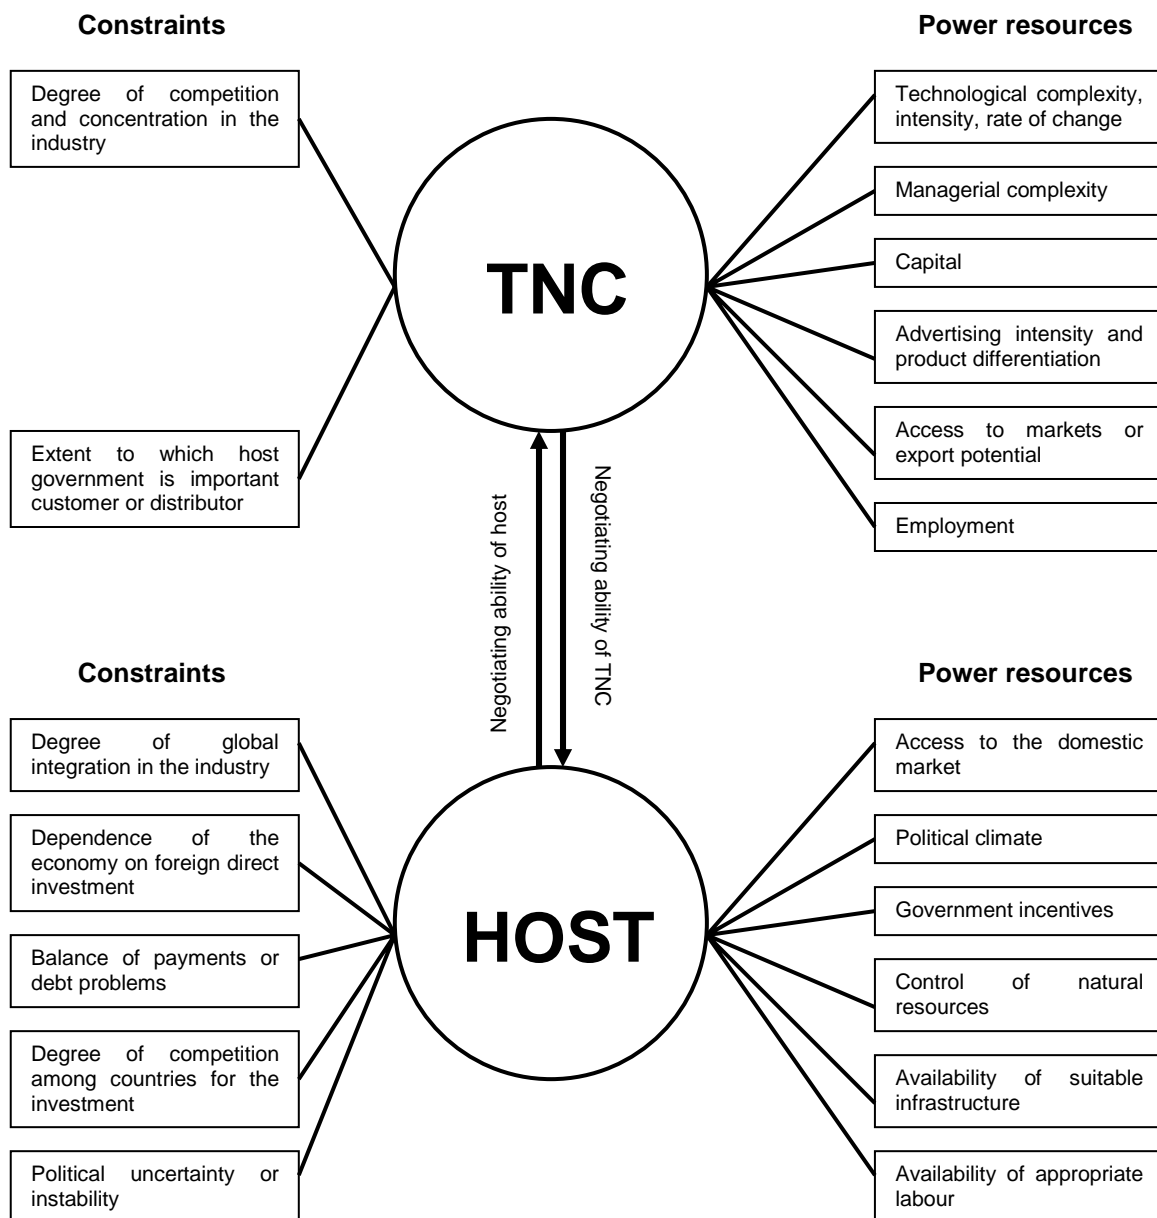 Constraints
Power resources
Degree of competition
and concentration in the
industry
Extent to which host
government is important
customer or distributor
TNC
Technological complexity,
intensity, rate of change
Managerial complexity
Capital
Advertising intensity and
product differentiation
Access to markets or
export potential
Employment
Negotiating ability of host
Negotiating ability of TNC
Constraints
Power resources
Degree of global
integration in the industry
Dependence of the
economy on foreign direct
investment
Balance of payments or
debt problems
Degree of competition
among countries for the
investment
Political uncertainty or
instability
HOST
Access to the domestic
market
Political climate
Government incentives
Control of natural
resources
Availability of suitable
infrastructure
Availability of appropriate
labour